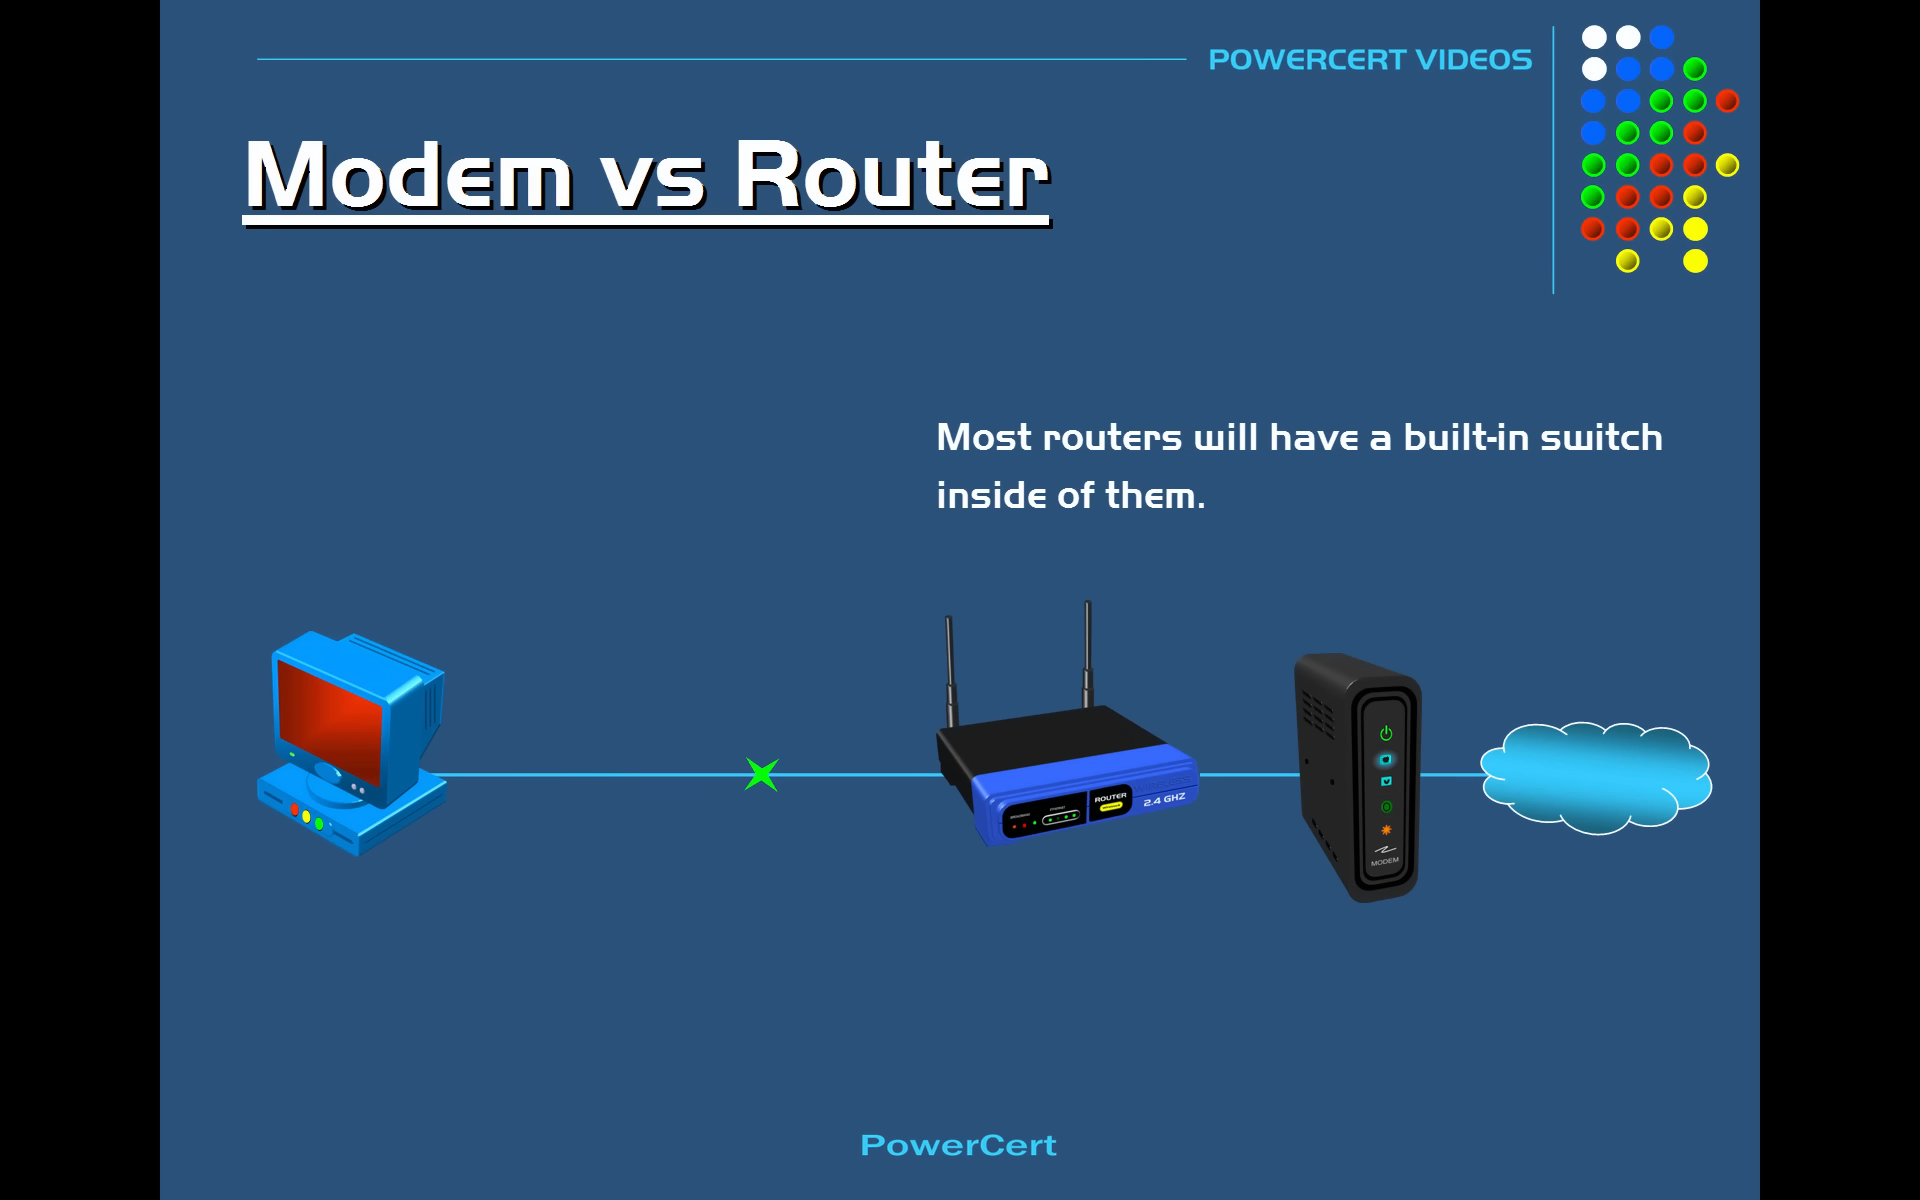 POWERCERT VIDEOS
Modem vs Router
Most routers will have a built-in switch
inside of them.
ROUTER
2.4 GHZ
MODEM
PowerCert